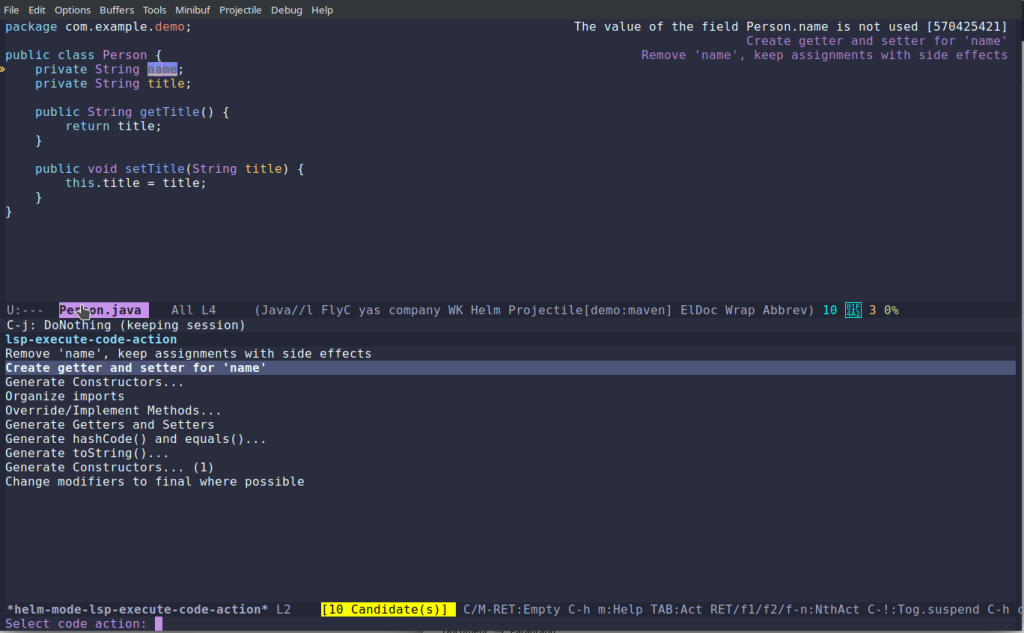 File Edit Options Buffers Tools Minibuf Projectile Debug Help
package com.example.demo; The value of the field Person.name is not used [570425421]
Create getter and setter for 'name'
public class Person { Remove 'name', keep assignments with side effects
» private String name;
private String title;
public String getTitle() {
return title;
}
public void setTitle(String title) {
this.title = title;
}
}
U:--- Person.java All L4 (Java//l FlyC yas company WK Helm Projectile[demo:maven] ElDoc Wrap Abbrev) 10 3 0%
C-j: DoNothing (keeping session)
lsp-execute-code-action
Remove 'name', keep assignments with side effects
Create getter and setter for 'name'
Generate Constructors...
Organize imports
Override/Implement Methods...
Generate Getters and Setters
Generate hashCode() and equals()...
Generate toString()...
Generate Constructors... (1)
Change modifiers to final where possible
*helm-mode-lsp-execute-code-action* L2 [10 Candidate(s)] C/M-RET:Empty C-h m:Help TAB:Act RET/f1/f2/f-n:NthAct C-!:Tog.suspend C-h
Select code action: